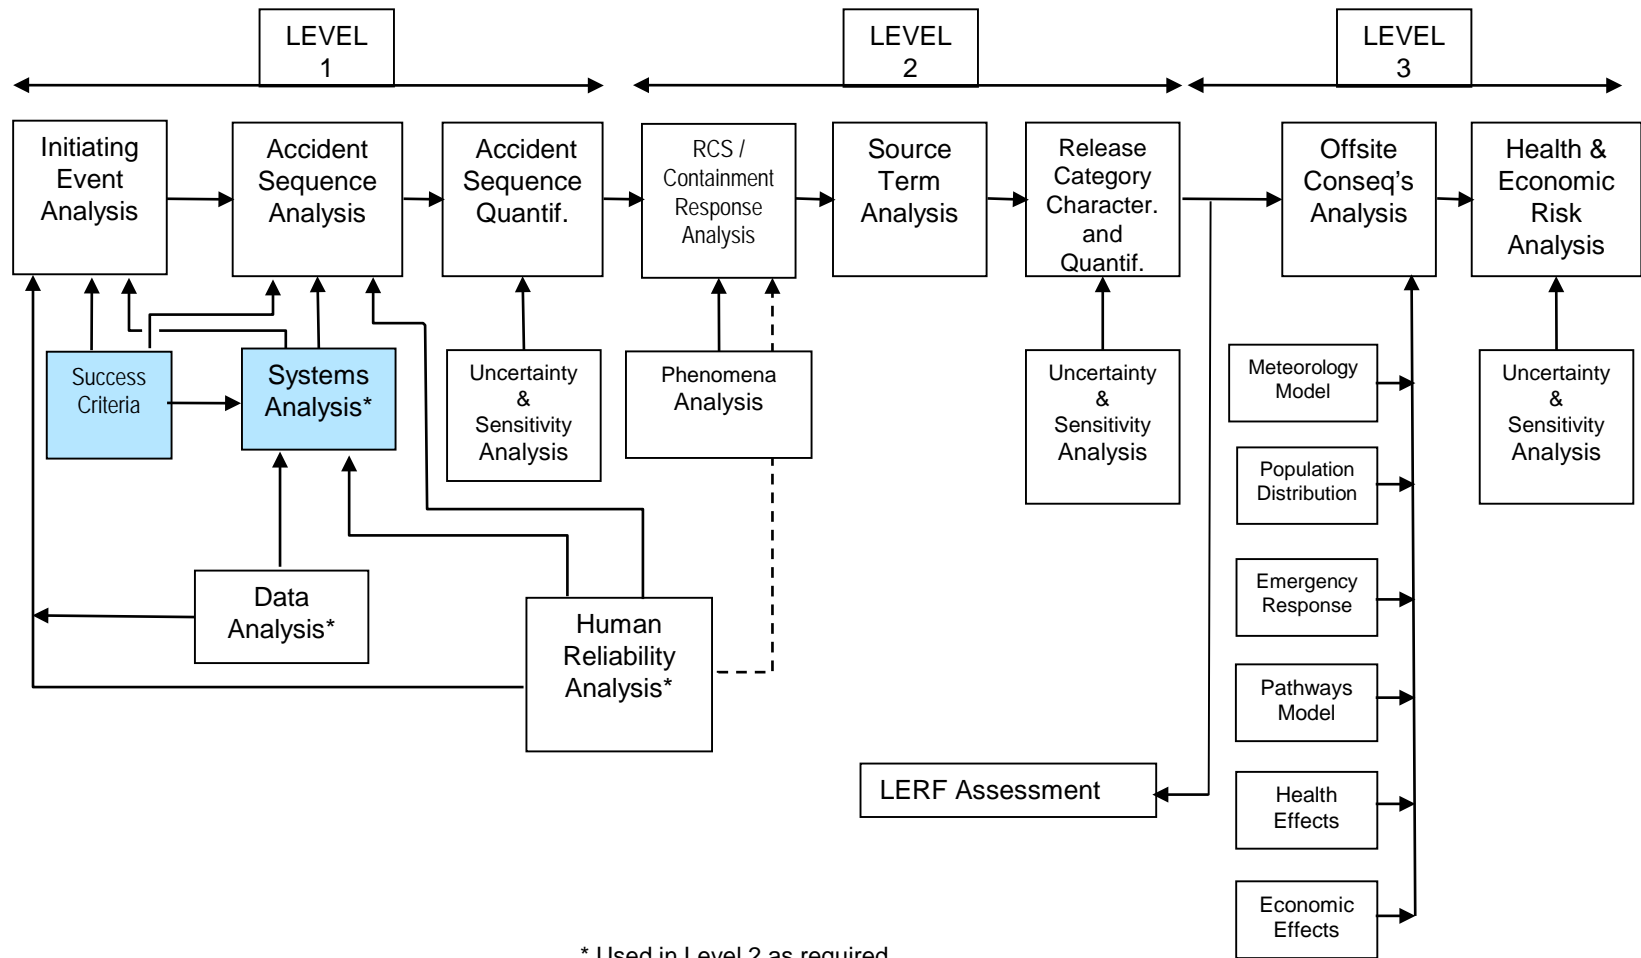 LEVEL
1
LEVEL
2
LEVEL
3
Initiating
Event
Analysis
Accident
Sequence
Analysis
Accident
Sequence
Quantif.
RCS /
Containment
Response
Analysis
Source
Term
Analysis
Release
Category
Character.
and
Quantif.
Offsite
Conseq's
Analysis
Health &
Economic
Risk
Analysis
Success
Criteria
Systems
Analysis*
Uncertainty
&
Sensitivity
Analysis
Phenomena
Analysis
Uncertainty
&
Sensitivity
Analysis
Meteorology
Model
Uncertainty
&
Sensitivity
Analysis
Population
Distribution
Data
Analysis*
Human
Reliability
Analysis*
Emergency
Response
Pathways
Model
LERF Assessment
Health
Effects
Economic
Effects
* Used in Level 2 as required